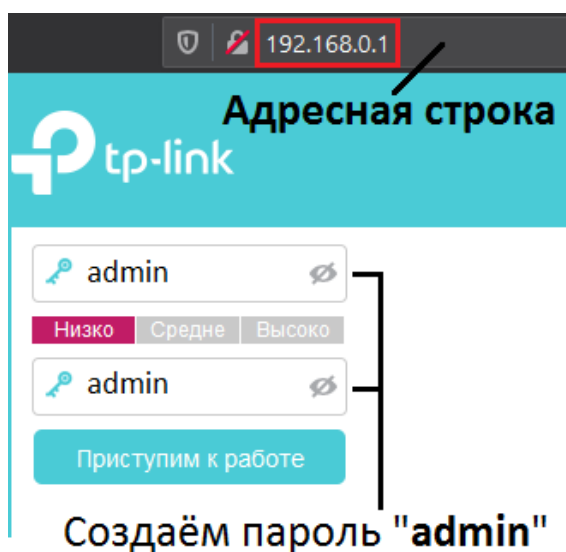 192.168.0.1
Адресная строка
tp-link
admin
Низко Средне Высоко
admin
Приступим к работе
Создаём пароль "admin"